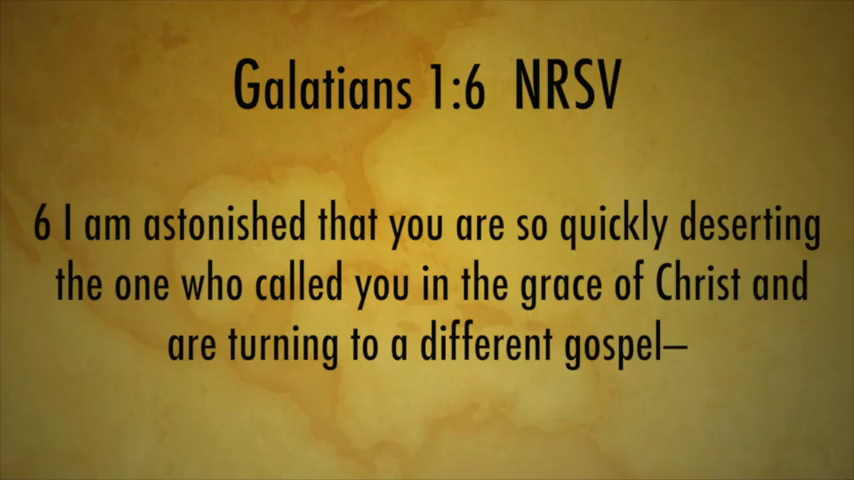 Galatians 1:6 NRSV
6 I am astonished that you are so quickly deserting
the one who called you in the grace of Christ and
are turning to a different gospel–